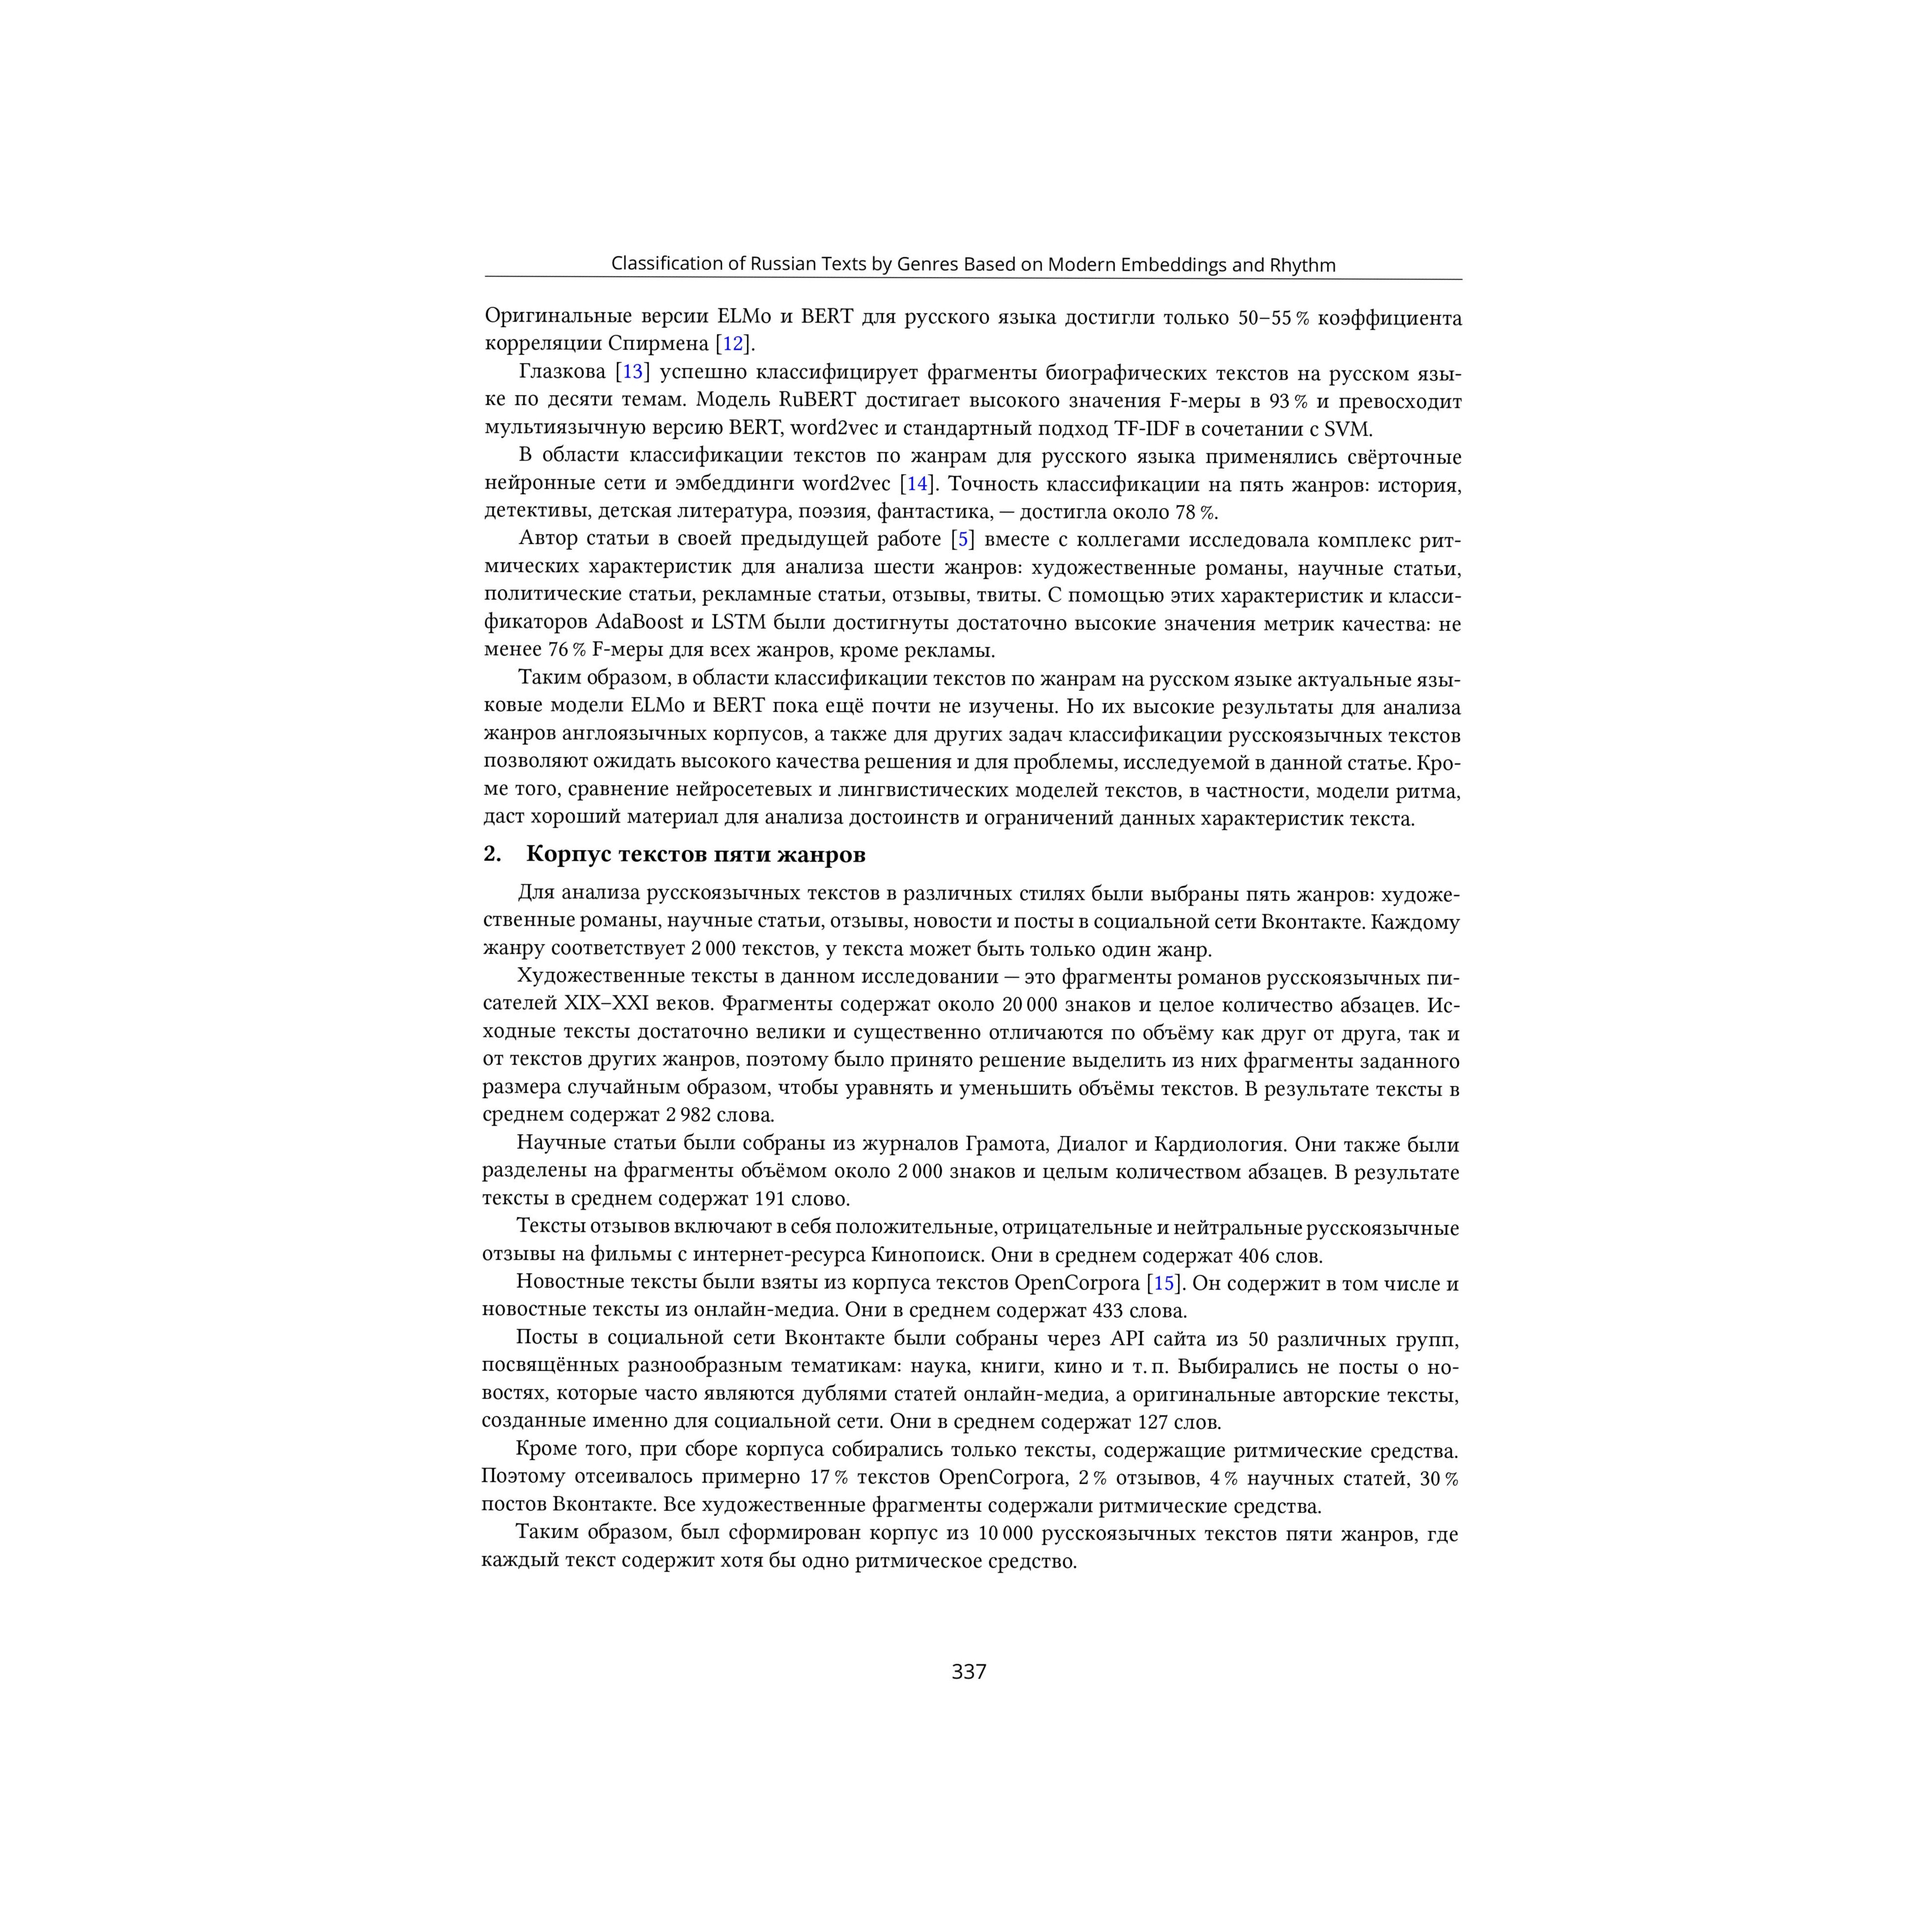 Classification of Russian Texts by Genres Based on Modern Embeddings and Rhythm
Оригинальные версии ELMo и BERT для русского языка достигли только 50–55 % коэффициента
корреляции Спирмена [12].
Глазкова [13] успешно классифицирует фрагменты биографических текстов на русском язы-
ке по десяти темам. Модель RuBERT достигает высокого значения F-меры в 93 % и превосходит
мультиязычную версию BERT, word2vec и стандартный подход TF-IDF в сочетании с SVM.
В области классификации текстов по жанрам для русского языка применялись свёрточные
нейронные сети и эмбеддинги word2vec [14]. Точность классификации на пять жанров: история,
детективы, детская литература, поэзия, фантастика, — достигла около 78 %.
Автор статьи в своей предыдущей работе [5] вместе с коллегами исследовала комплекс рит-
мических характеристик для анализа шести жанров: художественные романы, научные статьи,
политические статьи, рекламные статьи, отзывы, твиты. С помощью этих характеристик и класси-
фикаторов AdaBoost и LSTM были достигнуты достаточно высокие значения метрик качества: не
менее 76 % F-меры для всех жанров, кроме рекламы.
Таким образом, в области классификации текстов по жанрам на русском языке актуальные язы-
ковые модели ELMo и BERT пока ещё почти не изучены. Но их высокие результаты для анализа
жанров англоязычных корпусов, а также для других задач классификации русскоязычных текстов
позволяют ожидать высокого качества решения и для проблемы, исследуемой в данной статье. Кро-
ме того, сравнение нейросетевых и лингвистических моделей текстов, в частности, модели ритма,
даст хороший материал для анализа достоинств и ограничений данных характеристик текста.
2. Корпус текстов пяти жанров
Для анализа русскоязычных текстов в различных стилях были выбраны пять жанров: художе-
ственные романы, научные статьи, отзывы, новости и посты в социальной сети Вконтакте. Каждому
жанру соответствует 2 000 текстов, у текста может быть только один жанр.
Художественные тексты в данном исследовании — это фрагменты романов русскоязычных пи-
сателей XIX–XXI веков. Фрагменты содержат около 20 000 знаков и целое количество абзацев. Ис-
ходные тексты достаточно велики и существенно отличаются по объёму как друг от друга, так и
от текстов других жанров, поэтому было принято решение выделить из них фрагменты заданного
размера случайным образом, чтобы уравнять и уменьшить объёмы текстов. В результате тексты в
среднем содержат 2 982 слова.
Научные статьи были собраны из журналов Грамота, Диалог и Кардиология. Они также были
разделены на фрагменты объёмом около 2 000 знаков и целым количеством абзацев. В результате
тексты в среднем содержат 191 слово.
Тексты отзывов включают в себя положительные, отрицательные и нейтральные русскоязычные
отзывы на фильмы с интернет-ресурса Кинопоиск. Они в среднем содержат 406 слов.
Новостные тексты были взяты из корпуса текстов OpenCorpora [15]. Он содержит в том числе и
новостные тексты из онлайн-медиа. Они в среднем содержат 433 слова.
Посты в социальной сети Вконтакте были собраны через API сайта из 50 различных групп,
посвящённых разнообразным тематикам: наука, книги, кино и т. п. Выбирались не посты о но-
востях, которые часто являются дублями статей онлайн-медиа, а оригинальные авторские тексты,
созданные именно для социальной сети. Они в среднем содержат 127 слов.
Кроме того, при сборе корпуса собирались только тексты, содержащие ритмические средства.
Поэтому отсеивалось примерно 17 % текстов OpenCorpora, 2 % отзывов, 4 % научных статей, 30 %
постов Вконтакте. Все художественные фрагменты содержали ритмические средства.
Таким образом, был сформирован корпус из 10 000 русскоязычных текстов пяти жанров, где
каждый текст содержит хотя бы одно ритмическое средство.
337